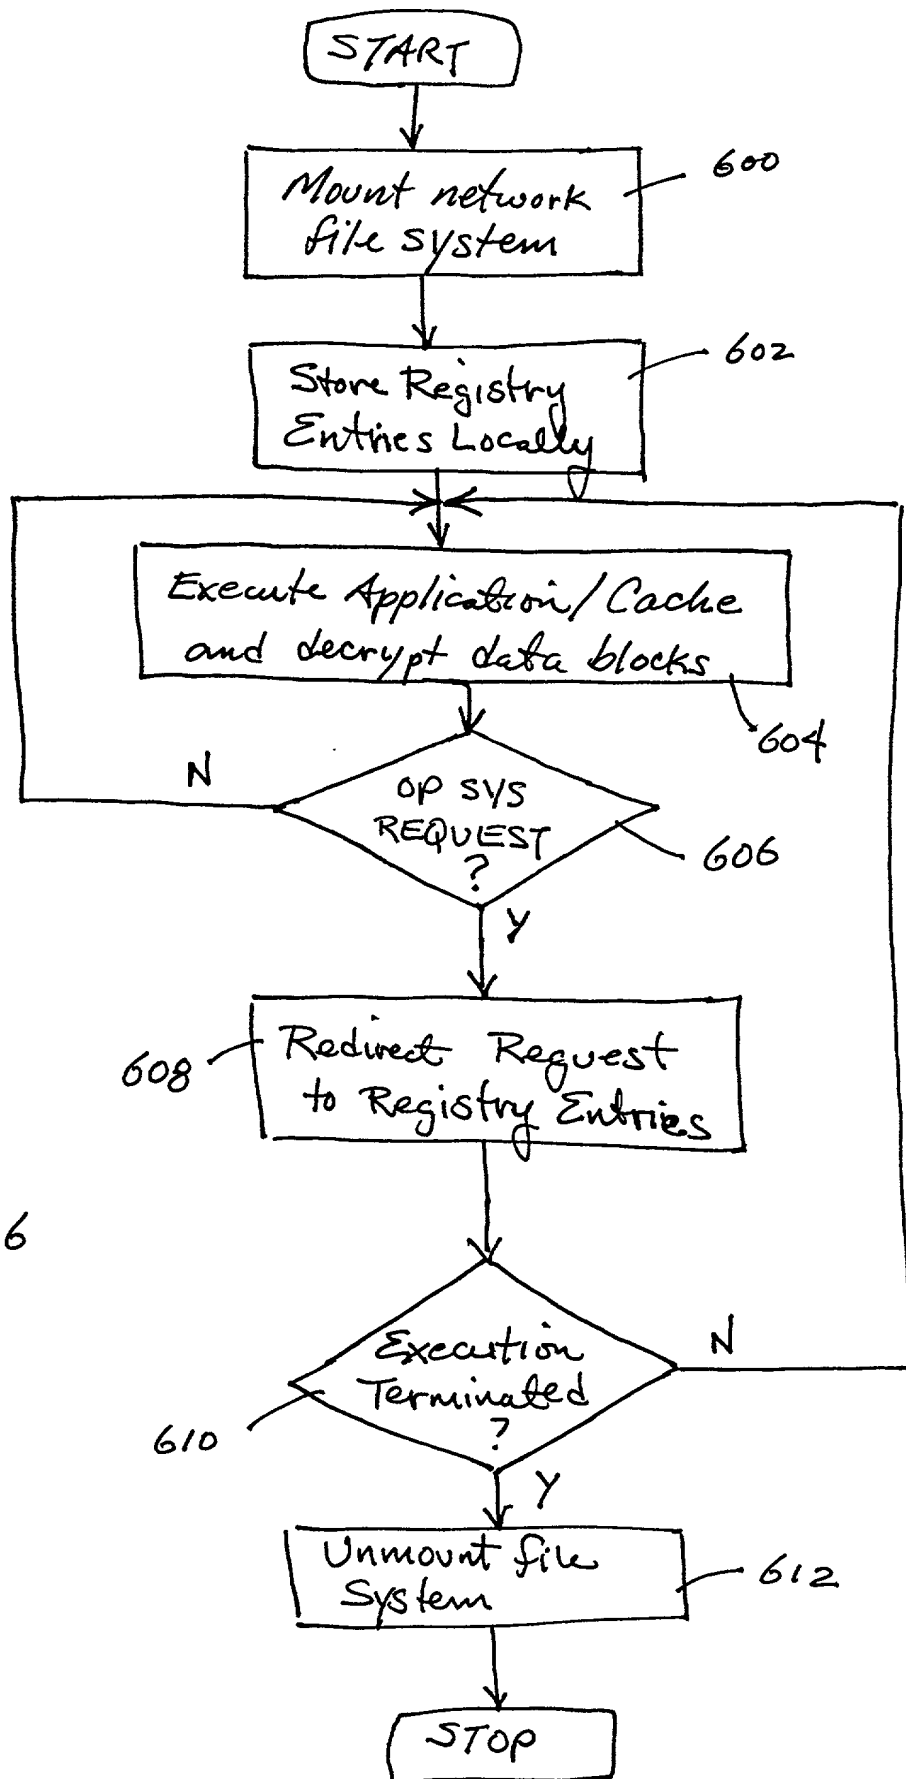 START
600
Mount network
file system
602
Store Registry
Entries Locally
Execute Application/Cache
and decrypt data blocks
604
N
OP SYS
REQUEST
?
606
Y
608
Redirect Request
to Registry Entries
6
Execution
Terminated
?
N
610
Y
Unmount file
System
612
STOP